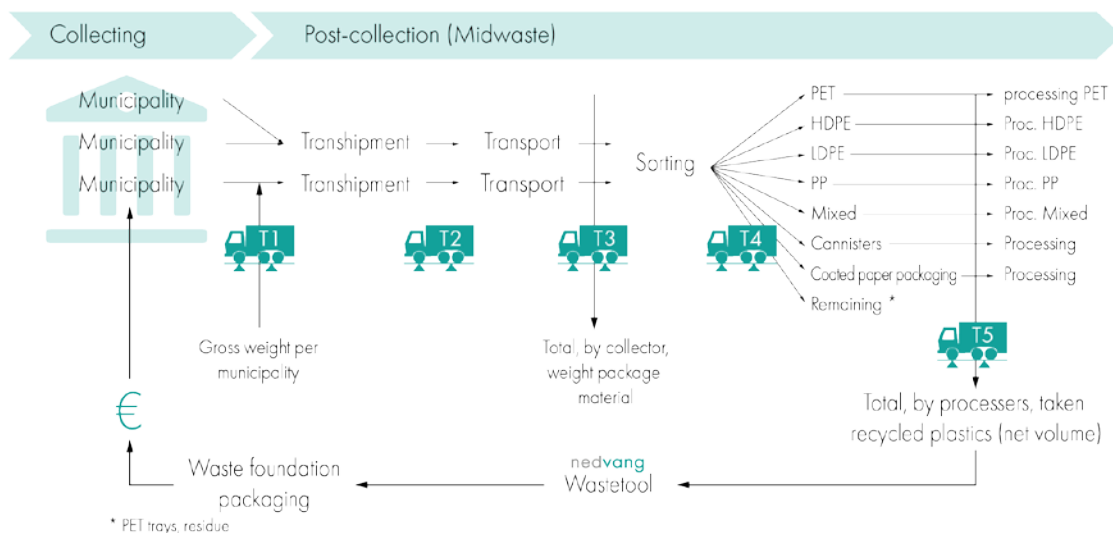 Collecting
Post-collection (Midwaste)
Municipality
PET
processing PET
HDPE
Proc. HDPE
Municipality
Transhipment
Transport
LDPE
Proc. LDPE
Sorting
Municipality
Transhipment
Transport
PP
Proc. PP
Mixed
Proc. Mixed
T1
T2
T3
T4
Cannisters
Processing
Coated paper packaging
Processing
Remaining *
T5
Gross weight per
municipality
Total, by collector,
weight package
material
€
Total, by processers, taken
recycled plastics (net volume)
Waste foundation
packaging
nedvang
Wastetool
* PET trays, residue